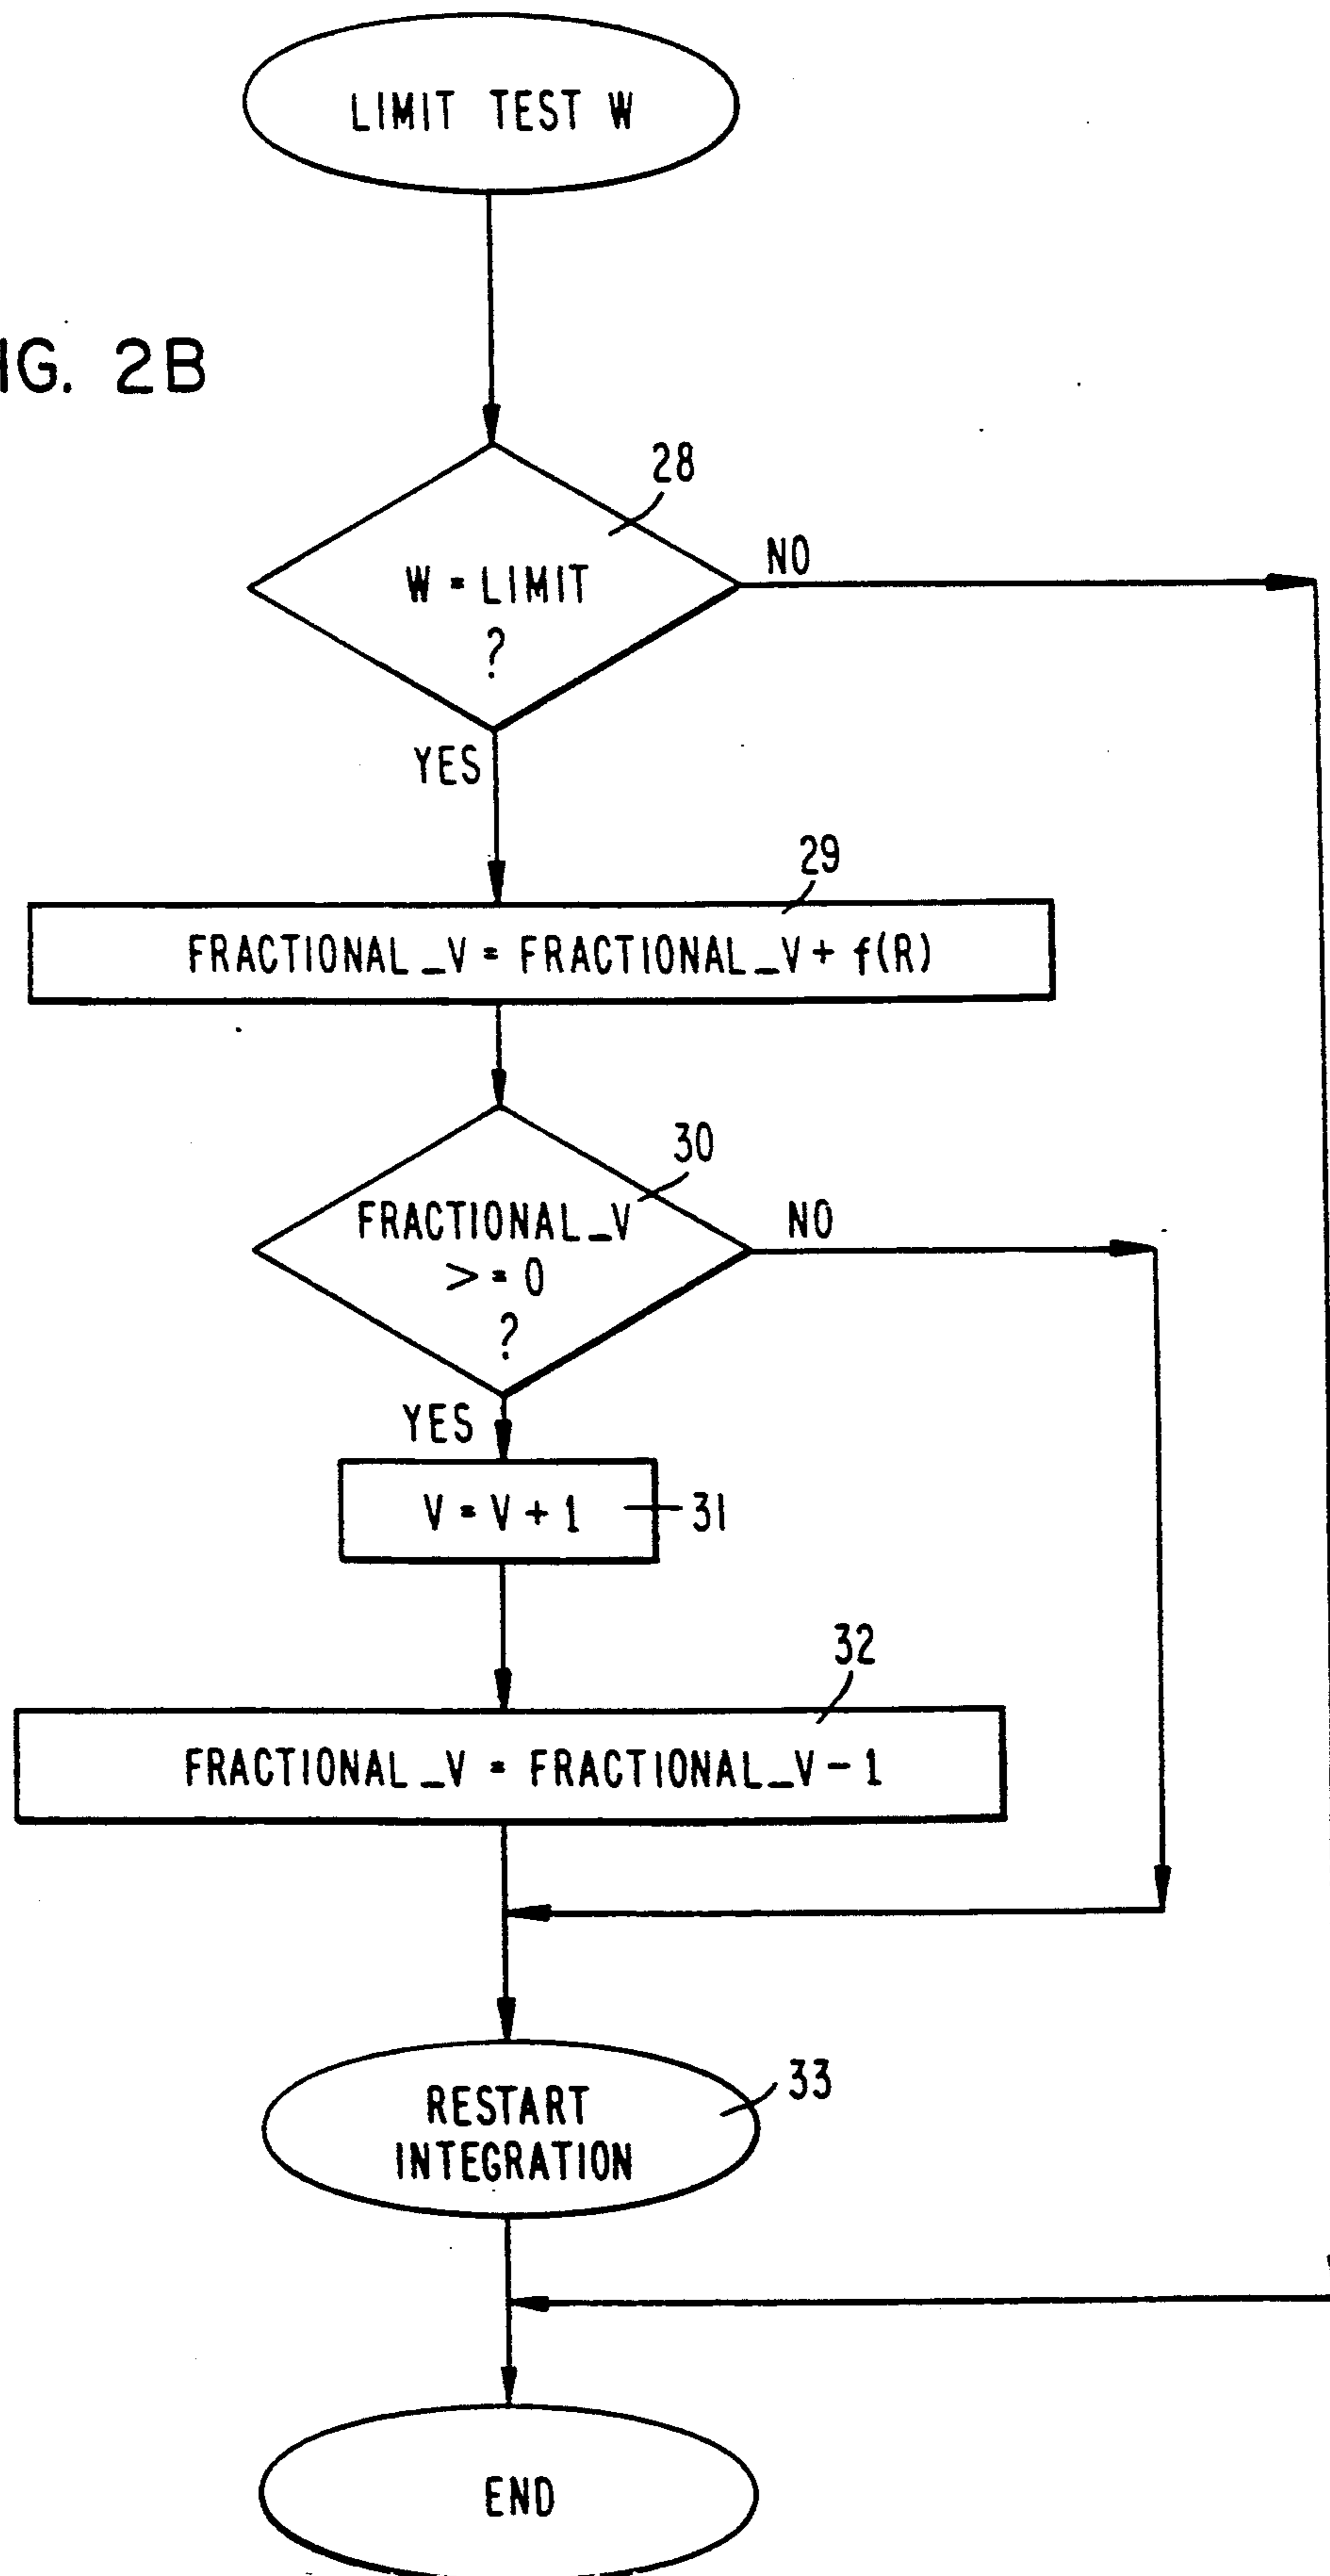 LIMIT TEST W
IG. 2B
28
W = LIMIT
?
NO
YES
29
FRACTIONAL_V = FRACTIONAL_V + f(R)
30
FRACTIONAL_V
> = 0
?
NO
YES
V = V + 1
31
32
FRACTIONAL_V = FRACTIONAL_V - 1
RESTART
INTEGRATION
33
END